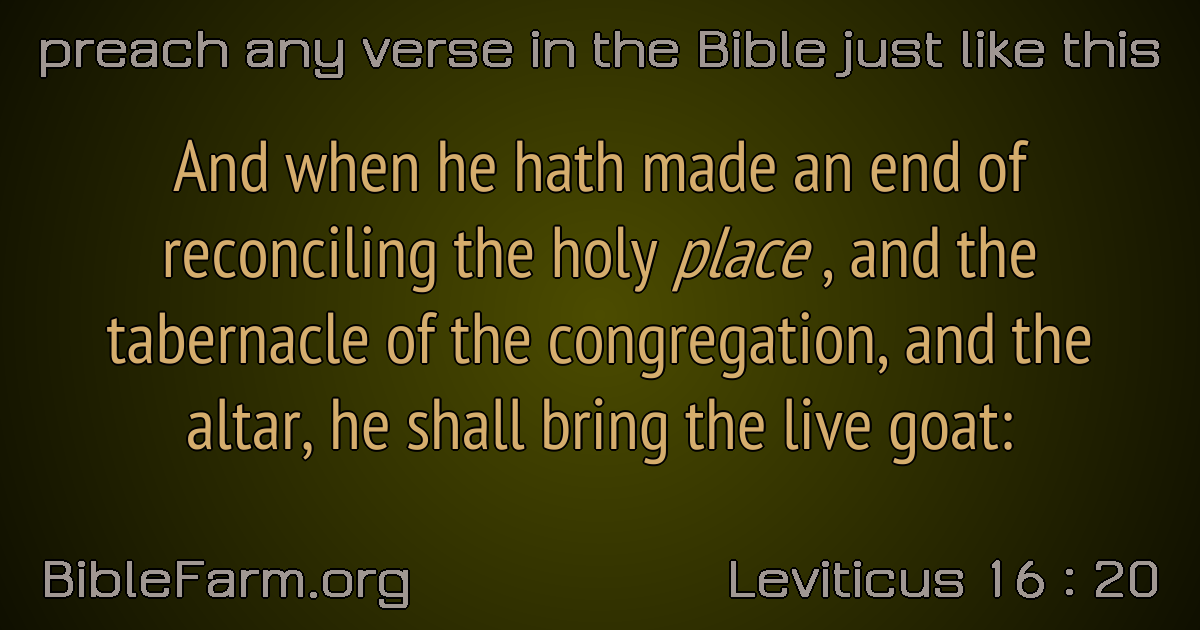 preach any verse in the Bible just like this
And when he hath made an end of
reconciling the holy place , and the
tabernacle of the congregation, and the
altar, he shall bring the live goat:
BibleFarm.org
Leviticus 16 : 20